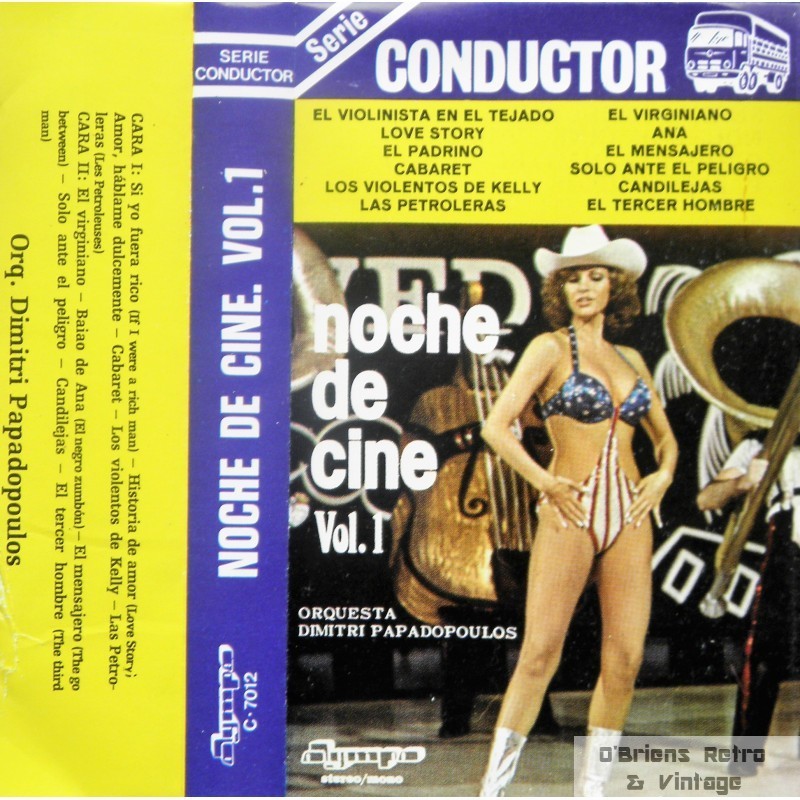 CARA I: Si yo fuera rico (If I were a rich man) – Historia de amor (Love Story)
Amor, háblame dulcemente – Cabaret – Los violentos de Kelly – Las Petro-
leras (Les Petroleuses)
CARA II: El virginiano – Baiao de Ana (El negro zumbón) – El mensajero (The go
between) – Solo ante el peligro – Candilejas – El tercer hombre (The third
man)
Orq. Dimitri Papadopoulos
SERIE
CONDUCTOR
NOCHE DE CINE. VOL.1
Olympo
C-7012
Serie
CONDUCTOR
EL VIOLINISTA EN EL TEJADO
LOVE STORY
EL PADRINO
CABARET
LOS VIOLENTOS DE KELLY
LAS PETROLERAS
EL VIRGINIANO
ANA
EL MENSAJERO
SOLO ANTE EL PELIGRO
CANDILEJAS
EL TERCER HOMBRE
noche
de
cine
Vol. 1
ORQUESTA
DIMITRI PAPADOPOULOS
Olympo
stereo/mono
O'Briens Retro
& Vintage